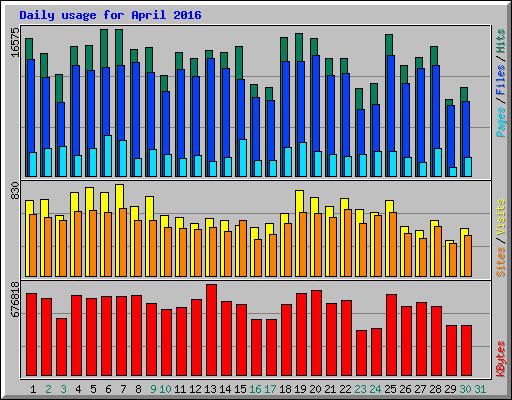 Daily usage for April 2016
16575
Pages / Files / Hits
830
Sites / Visits
676818
KBytes
1 2 3 4 5 6 7 8 9 10 11 12 13 14 15 16 17 18 19 20 21 22 23 24 25 26 27 28 29 30 31